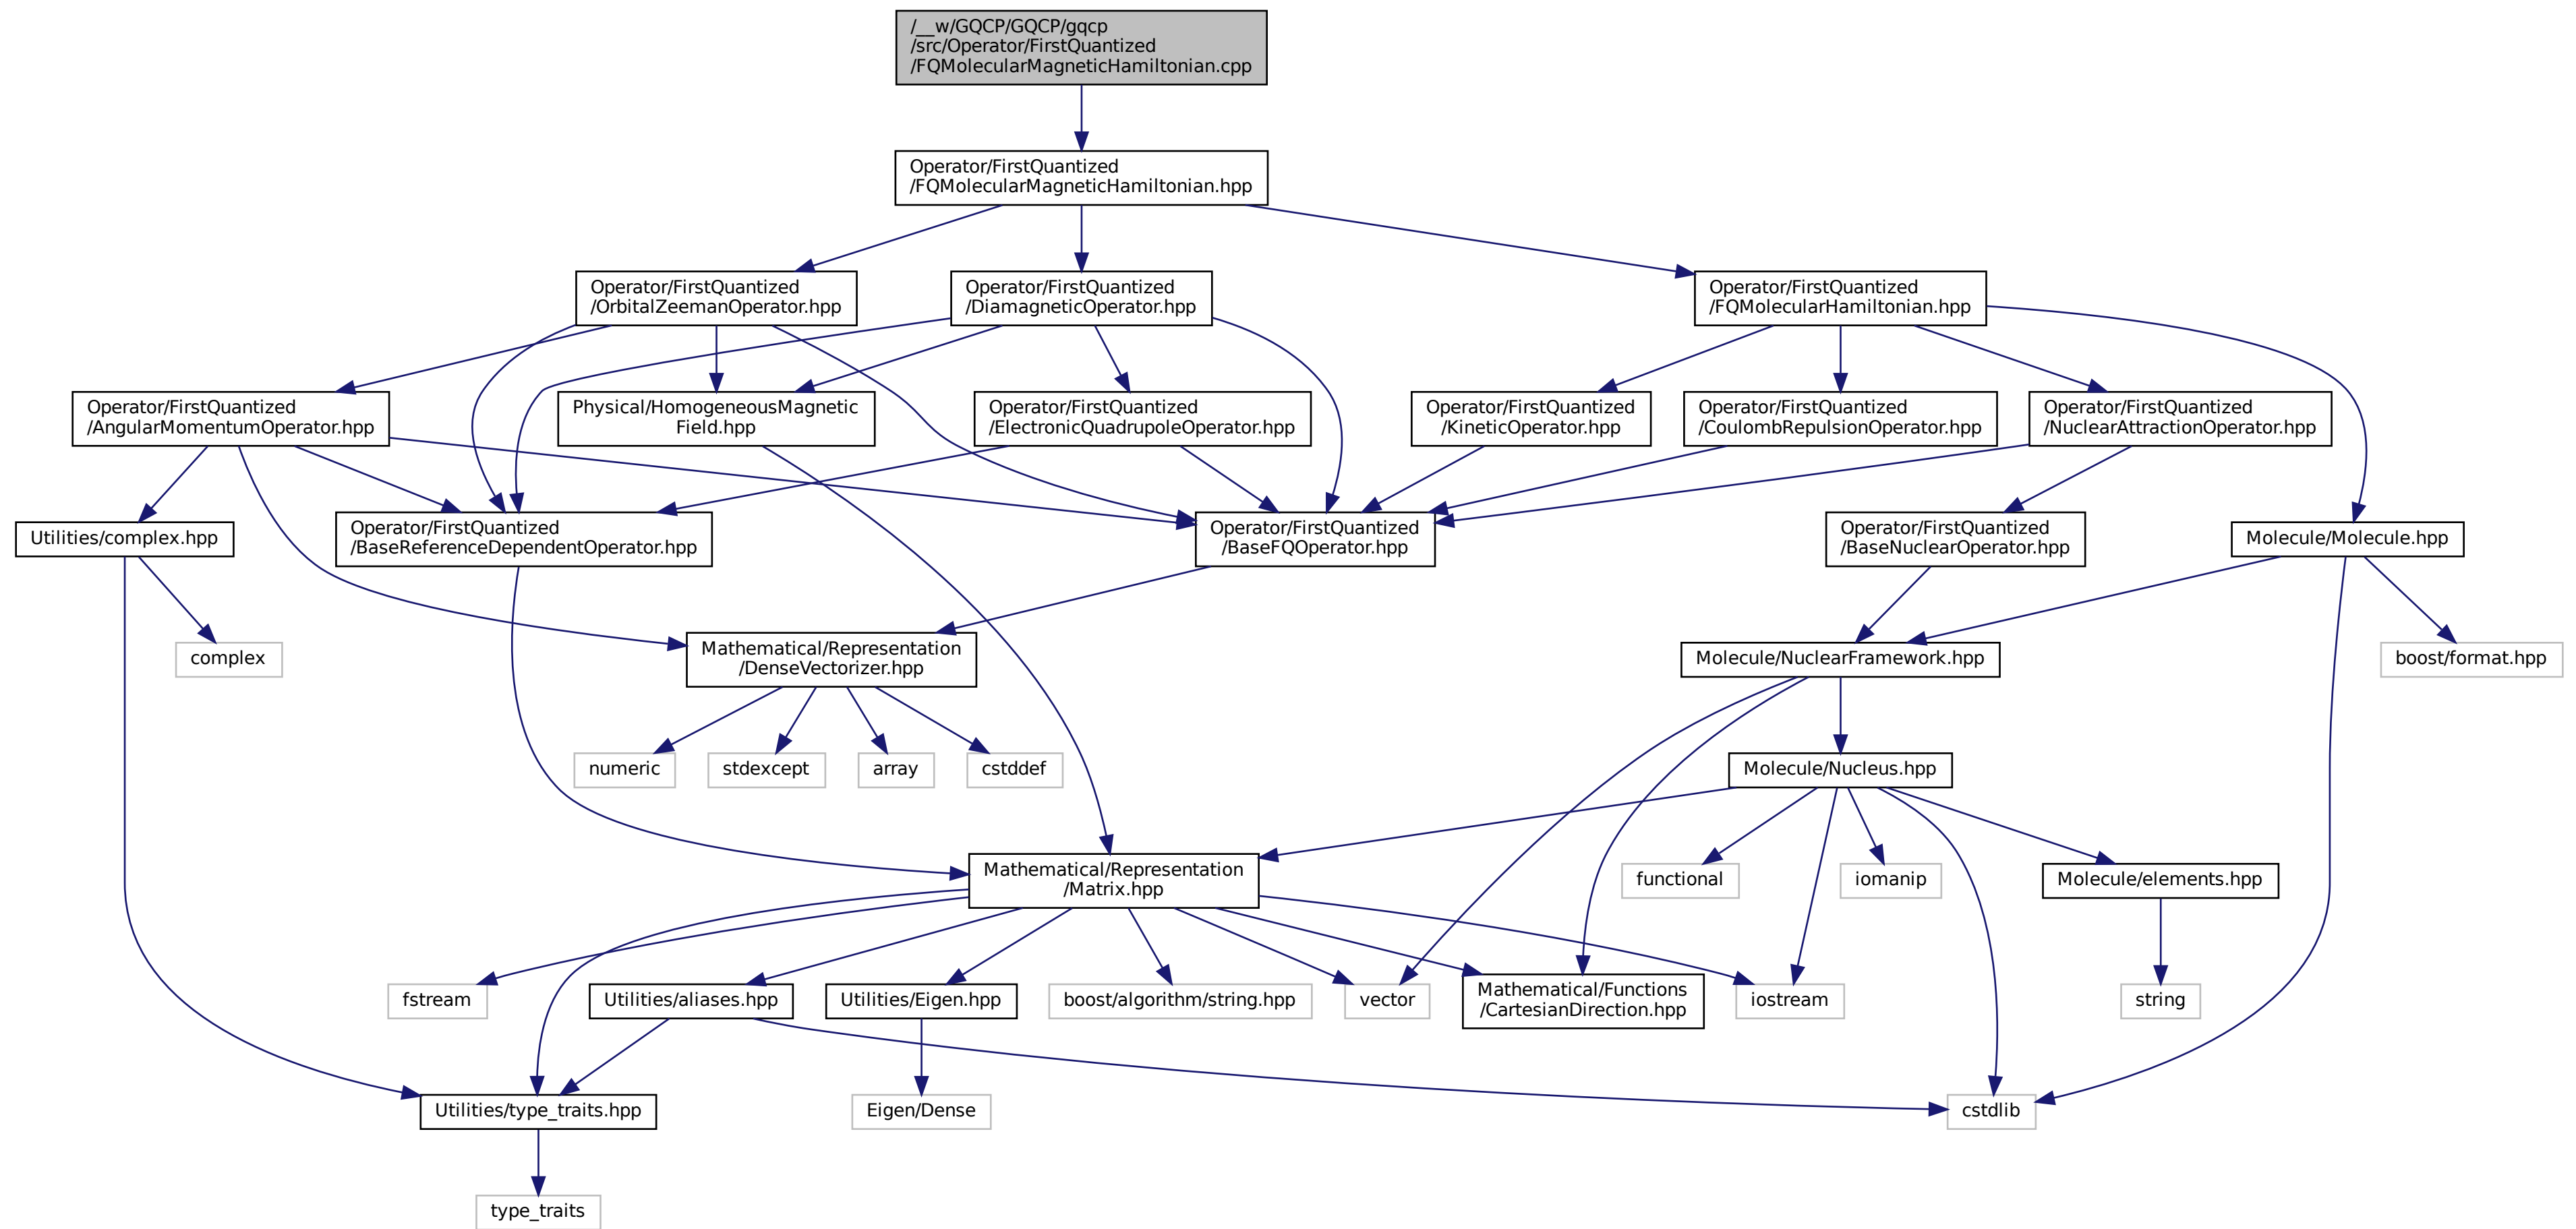 /__w/GQCP/GQCP/gqcp
/src/Operator/FirstQuantized
/FQMolecularMagneticHamiltonian.cpp
Operator/FirstQuantized
/FQMolecularMagneticHamiltonian.hpp
Operator/FirstQuantized
/OrbitalZeemanOperator.hpp
Operator/FirstQuantized
/DiamagneticOperator.hpp
Operator/FirstQuantized
/FQMolecularHamiltonian.hpp
Operator/FirstQuantized
/AngularMomentumOperator.hpp
Physical/HomogeneousMagnetic
Field.hpp
Operator/FirstQuantized
/ElectronicQuadrupoleOperator.hpp
Operator/FirstQuantized
/KineticOperator.hpp
Operator/FirstQuantized
/CoulombRepulsionOperator.hpp
Operator/FirstQuantized
/NuclearAttractionOperator.hpp
Utilities/complex.hpp
Operator/FirstQuantized
/BaseReferenceDependentOperator.hpp
Operator/FirstQuantized
/BaseFQOperator.hpp
Operator/FirstQuantized
/BaseNuclearOperator.hpp
Molecule/Molecule.hpp
complex
Mathematical/Representation
/DenseVectorizer.hpp
Molecule/NuclearFramework.hpp
boost/format.hpp
numeric
stdexcept
array
cstddef
Molecule/Nucleus.hpp
Mathematical/Representation
/Matrix.hpp
functional
iomanip
Molecule/elements.hpp
fstream
Utilities/aliases.hpp
Utilities/Eigen.hpp
boost/algorithm/string.hpp
vector
Mathematical/Functions
/CartesianDirection.hpp
iostream
string
Utilities/type_traits.hpp
Eigen/Dense
cstdlib
type_traits